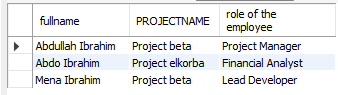 fullname PROJECTNAME role of the employee
Abdullah Ibrahim Project beta Project Manager
Abdo Ibrahim Project elkorba Financial Analyst
Mena Ibrahim Project beta Lead Developer